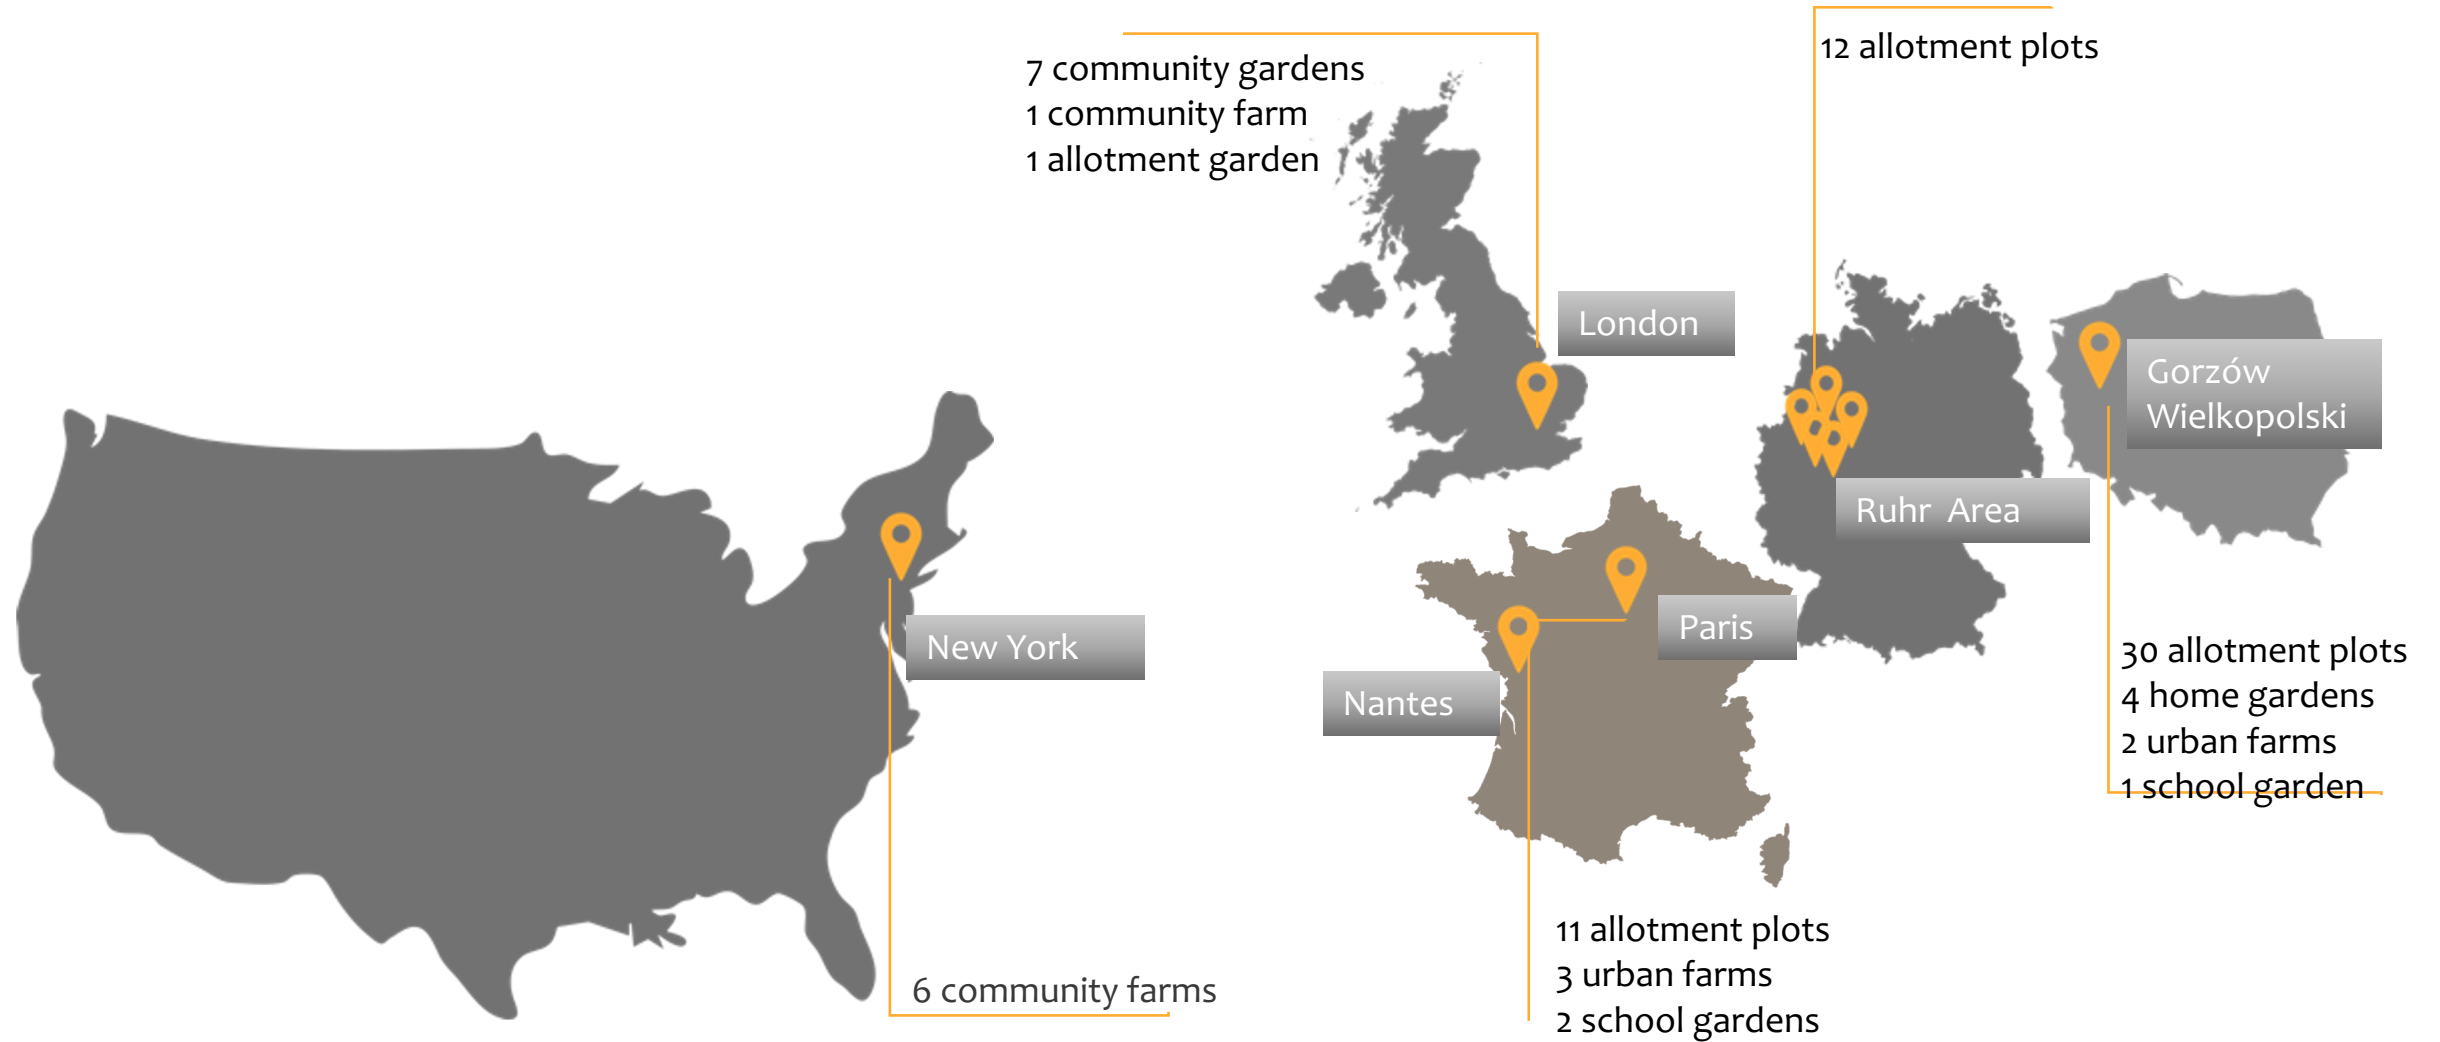 12 allotment plots
7 community gardens
1 community farm
1 allotment garden
London
Gorzów
Wielkopolski
Ruhr Area
Paris
New York
Nantes
30 allotment plots
4 home gardens
2 urban farms
1 school garden
11 allotment plots
3 urban farms
2 school gardens
6 community farms